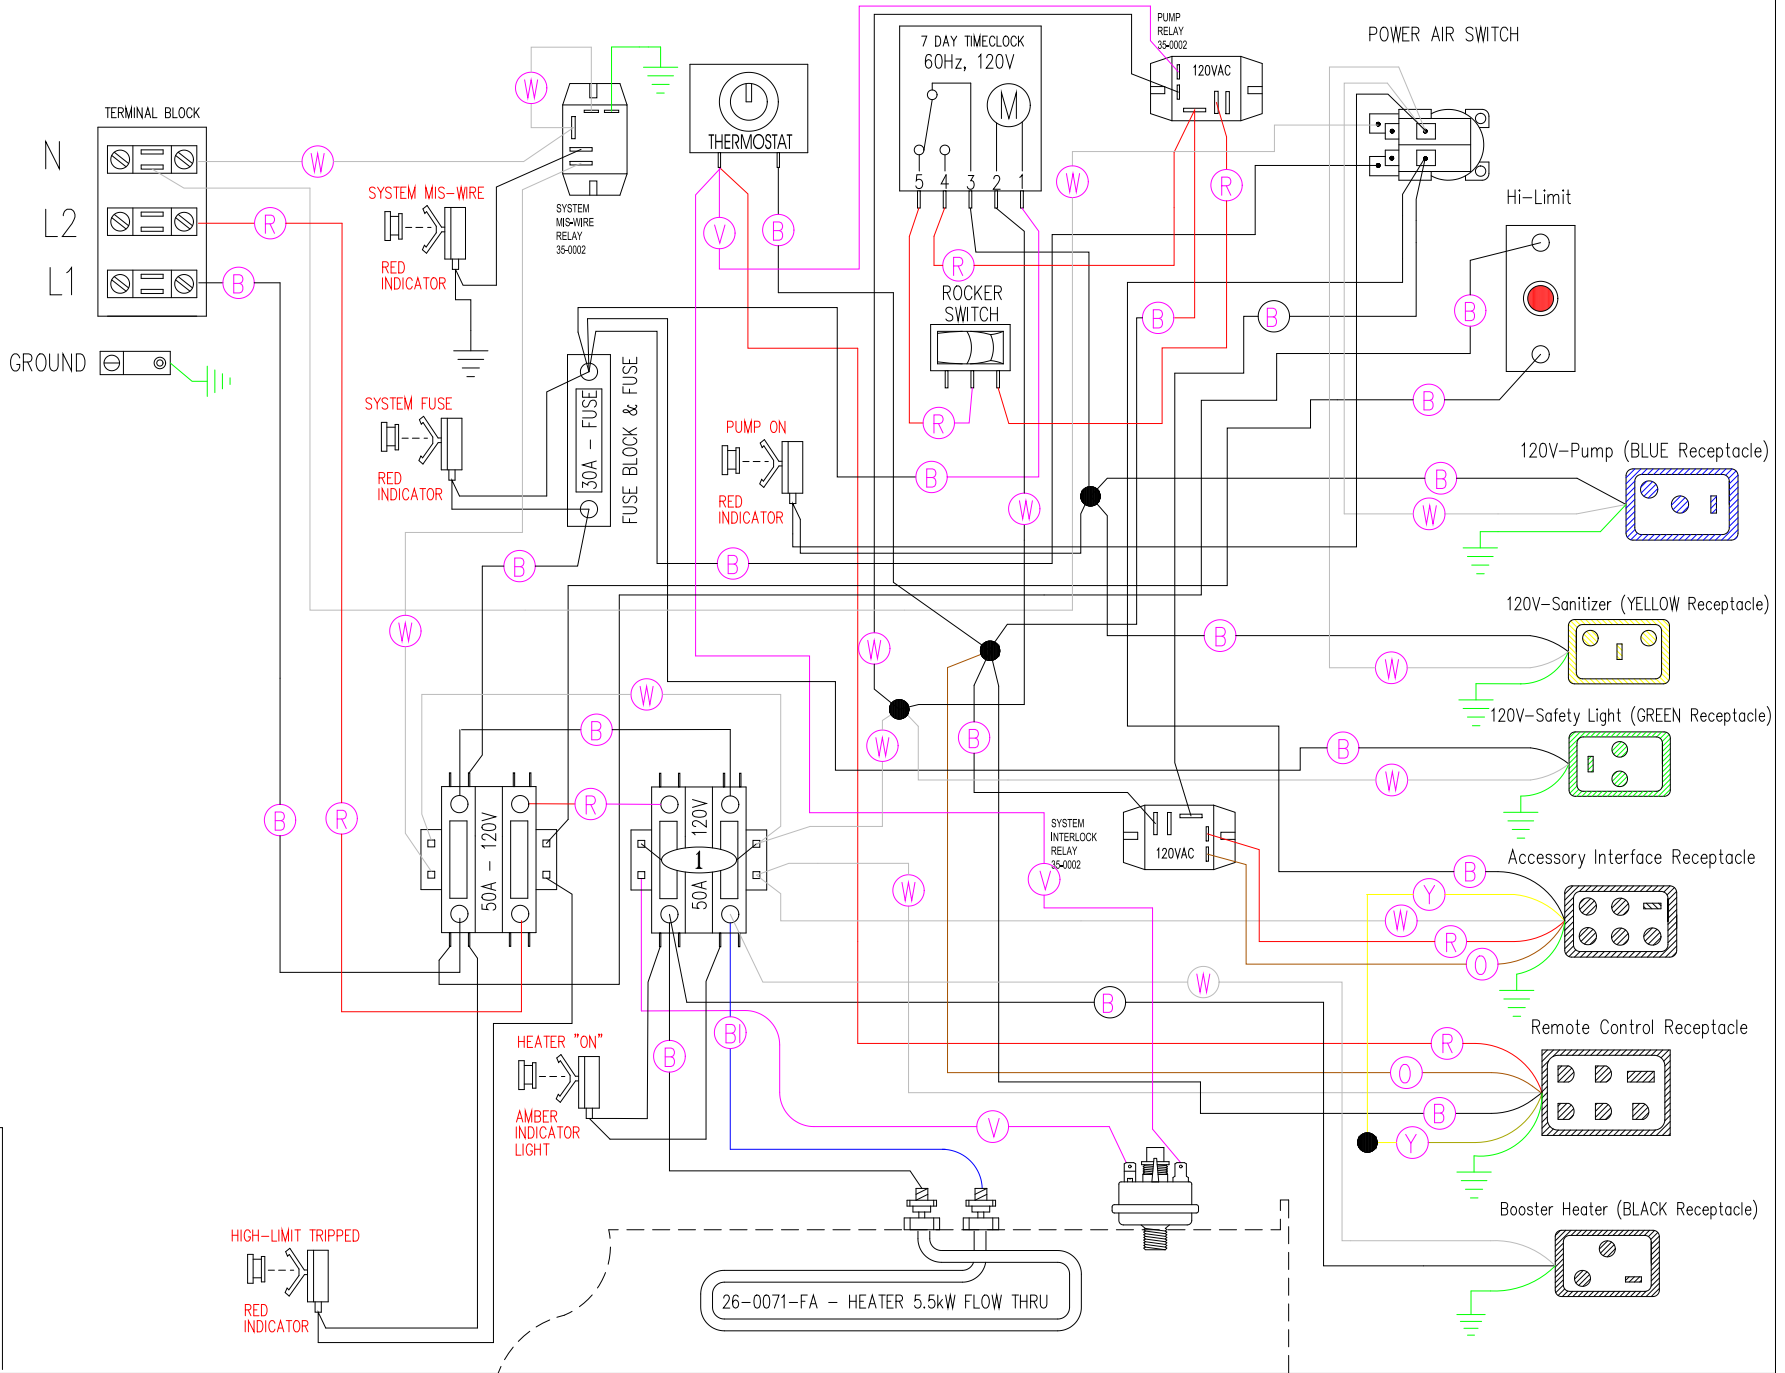 TERMINAL BLOCK
N
L2
L1
GROUND
W
R
B
W
SYSTEM MIS-WIRE
RED
INDICATOR
SYSTEM
MIS-WIRE
RELAY
35-0002
THERMOSTAT
V
B
7 DAY TIMECLOCK
60Hz, 120V
M
5 4 3 2 1
R
ROCKER
SWITCH
R
B
W
PUMP
RELAY
35-0002
120VAC
W
R
B
B
POWER AIR SWITCH
Hi-Limit
B
B
SYSTEM FUSE
RED
INDICATOR
30A - FUSE
FUSE BLOCK & FUSE
B
B
PUMP ON
RED
INDICATOR
120V-Pump (BLUE Receptacle)
B
W
120V-Sanitizer (YELLOW Receptacle)
B
W
120V-Safety Light (GREEN Receptacle)
B
W
W
W
B
W
W
B
R
B
R
50A - 120V
50A 120V
1
B
SYSTEM
INTERLOCK
RELAY
35-0002
120VAC
V
W
Accessory Interface Receptacle
B
Y
W
R
O
W
B
Remote Control Receptacle
R
O
B
Y
Booster Heater (BLACK Receptacle)
HEATER "ON"
AMBER
INDICATOR
LIGHT
B
Bl
V
HIGH-LIMIT TRIPPED
RED
INDICATOR
26-0071-FA - HEATER 5.5kW FLOW THRU